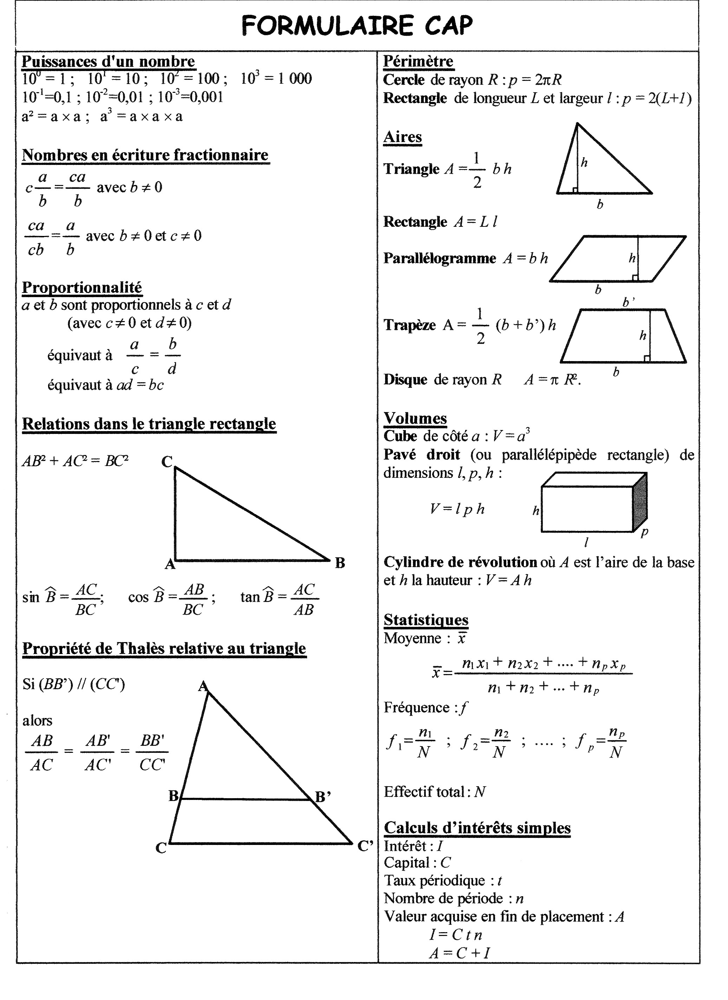 FORMULAIRE CAP
Puissances d'un nombre
10⁰ = 1 ; 10¹ = 10 ; 10² = 100 ; 10³ = 1 000
10⁻¹=0,1 ; 10⁻²=0,01 ; 10⁻³=0,001
a² = a × a ; a³ = a × a × a
Nombres en écriture fractionnaire
c a/b = ca/b avec b ≠ 0
ca/cb = a/b avec b ≠ 0 et c ≠ 0
Proportionnalité
a et b sont proportionnels à c et d
(avec c ≠ 0 et d ≠ 0)
équivaut à a/c = b/d
équivaut à ad = bc
Relations dans le triangle rectangle
AB² + AC² = BC²
C
A
B
sin B̂ = AC/BC ; cos B̂ = AB/BC ; tan B̂ = AC/AB
Propriété de Thalès relative au triangle
Si (BB’) // (CC')
A
alors
AB/AC = AB'/AC' = BB'/CC'
B
B’
C
C’
Périmètre
Cercle de rayon R : p = 2πR
Rectangle de longueur L et largeur l : p = 2(L+l)
Aires
Triangle A = 1/2 b h
h
b
Rectangle A = L l
Parallélogramme A = b h
h
b
b’
Trapèze A = 1/2 (b + b’) h
h
b
Disque de rayon R A = π R².
Volumes
Cube de côté a : V = a³
Pavé droit (ou parallélépipède rectangle) de
dimensions l, p, h :
V = l p h
h
p
l
Cylindre de révolution où A est l’aire de la base
et h la hauteur : V = A h
Statistiques
Moyenne : x̄
x̄ = n₁x₁ + n₂x₂ + .... + nₚxₚ
n₁ + n₂ + ... + nₚ
Fréquence : f
f₁ = n₁/N ; f₂ = n₂/N ; .... ; fₚ = nₚ/N
Effectif total : N
Calculs d’intérêts simples
Intérêt : I
Capital : C
Taux périodique : t
Nombre de période : n
Valeur acquise en fin de placement : A
I = C t n
A = C + I